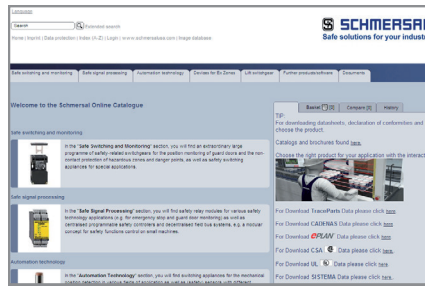 Language
Search
Extended search
Home | Imprint | Data protection | Index (A-Z) | Login | www.schmersalusa.com | Image database
SCHMERSAL
Safe solutions for your indust
Safe switching and monitoring
Safe signal processing
Automation technology
Devices for Ex Zones
Lift switchgear
Further products/software
Documents
Welcome to the Schmersal Online Catalogue
Safe switching and monitoring
In the "Safe Switching and Monitoring" section, you will find an extraordinary large
programme of safety-related switchgears for the position monitoring of guard doors and the non-
contact protection of hazardous zones and danger points, as well as safety switching
appliances for special applications.
Safe signal processing
In the "Safe Signal Processing" section, you will find safety relay modules for various safety
technology applications (e.g. for emergency stop and guard door monitoring) as well as
centralised programmable safety controllers and decentralised field bus systems, e.g. a modular
concept for safety functions control on small machines.
Automation technology
In the "Automation Technology" section, you will find switching appliances for the mechanical
Basket [0]
Compare [0]
History
TIP:
For downloading datasheets, declaration of conformities and
choose the product.
Catalogs and brochures found here.
Choose the right product for your application with the interact
For Download TraceParts Data please click here
For Download CADENAS Data please click here
For Download EPLAN Data please click here
For Download CSA Data please click here.
For Download UL Data please click here.
For Download SISTEMA Data please click here.